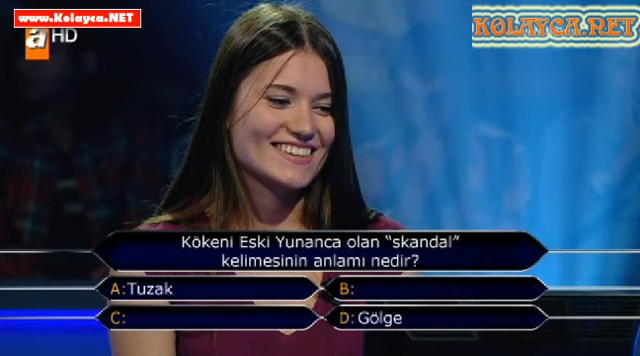 www.Kolayca.NET
KOLAYCA.NET
a HD
Kökeni Eski Yunanca olan “skandal”
kelimesinin anlamı nedir?
A:Tuzak
B:
C:
D:Gölge